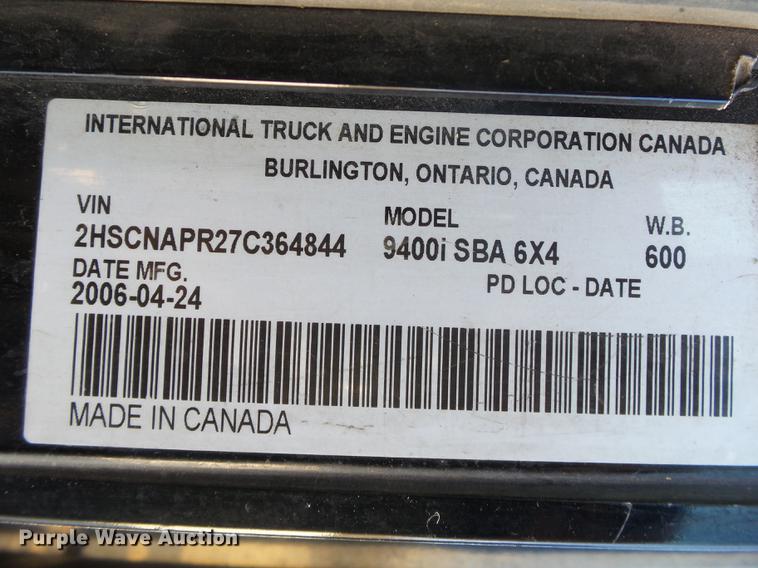 INTERNATIONAL TRUCK AND ENGINE CORPORATION CANADA
BURLINGTON, ONTARIO, CANADA
VIN MODEL W.B.
2HSCNAPR27C364844 9400i SBA 6X4 600
DATE MFG. PD LOC - DATE
2006-04-24
MADE IN CANADA
Purple Wave Auction